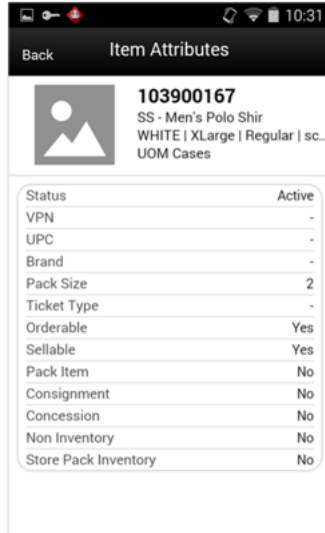 10:31
Back
Item Attributes
103900167
SS - Men's Polo Shir
WHITE | XLarge | Regular | sc..
UOM Cases
Status Active
VPN -
UPC -
Brand -
Pack Size 2
Ticket Type -
Orderable Yes
Sellable Yes
Pack Item No
Consignment No
Concession No
Non Inventory No
Store Pack Inventory No